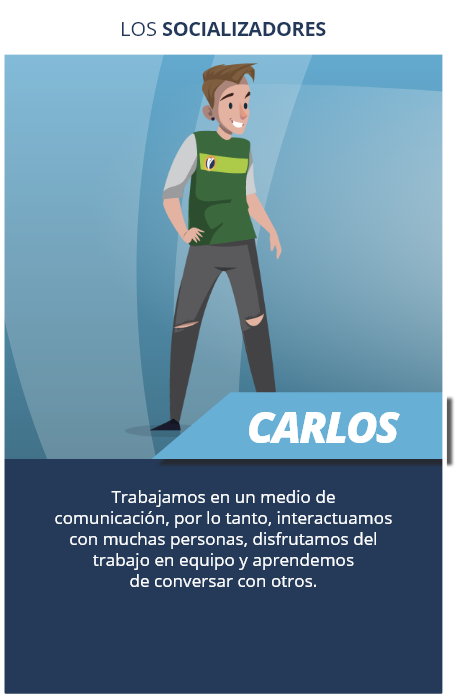 LOS SOCIALIZADORES
CARLOS
Trabajamos en un medio de
comunicación, por lo tanto, interactuamos
con muchas personas, disfrutamos del
trabajo en equipo y aprendemos
de conversar con otros.